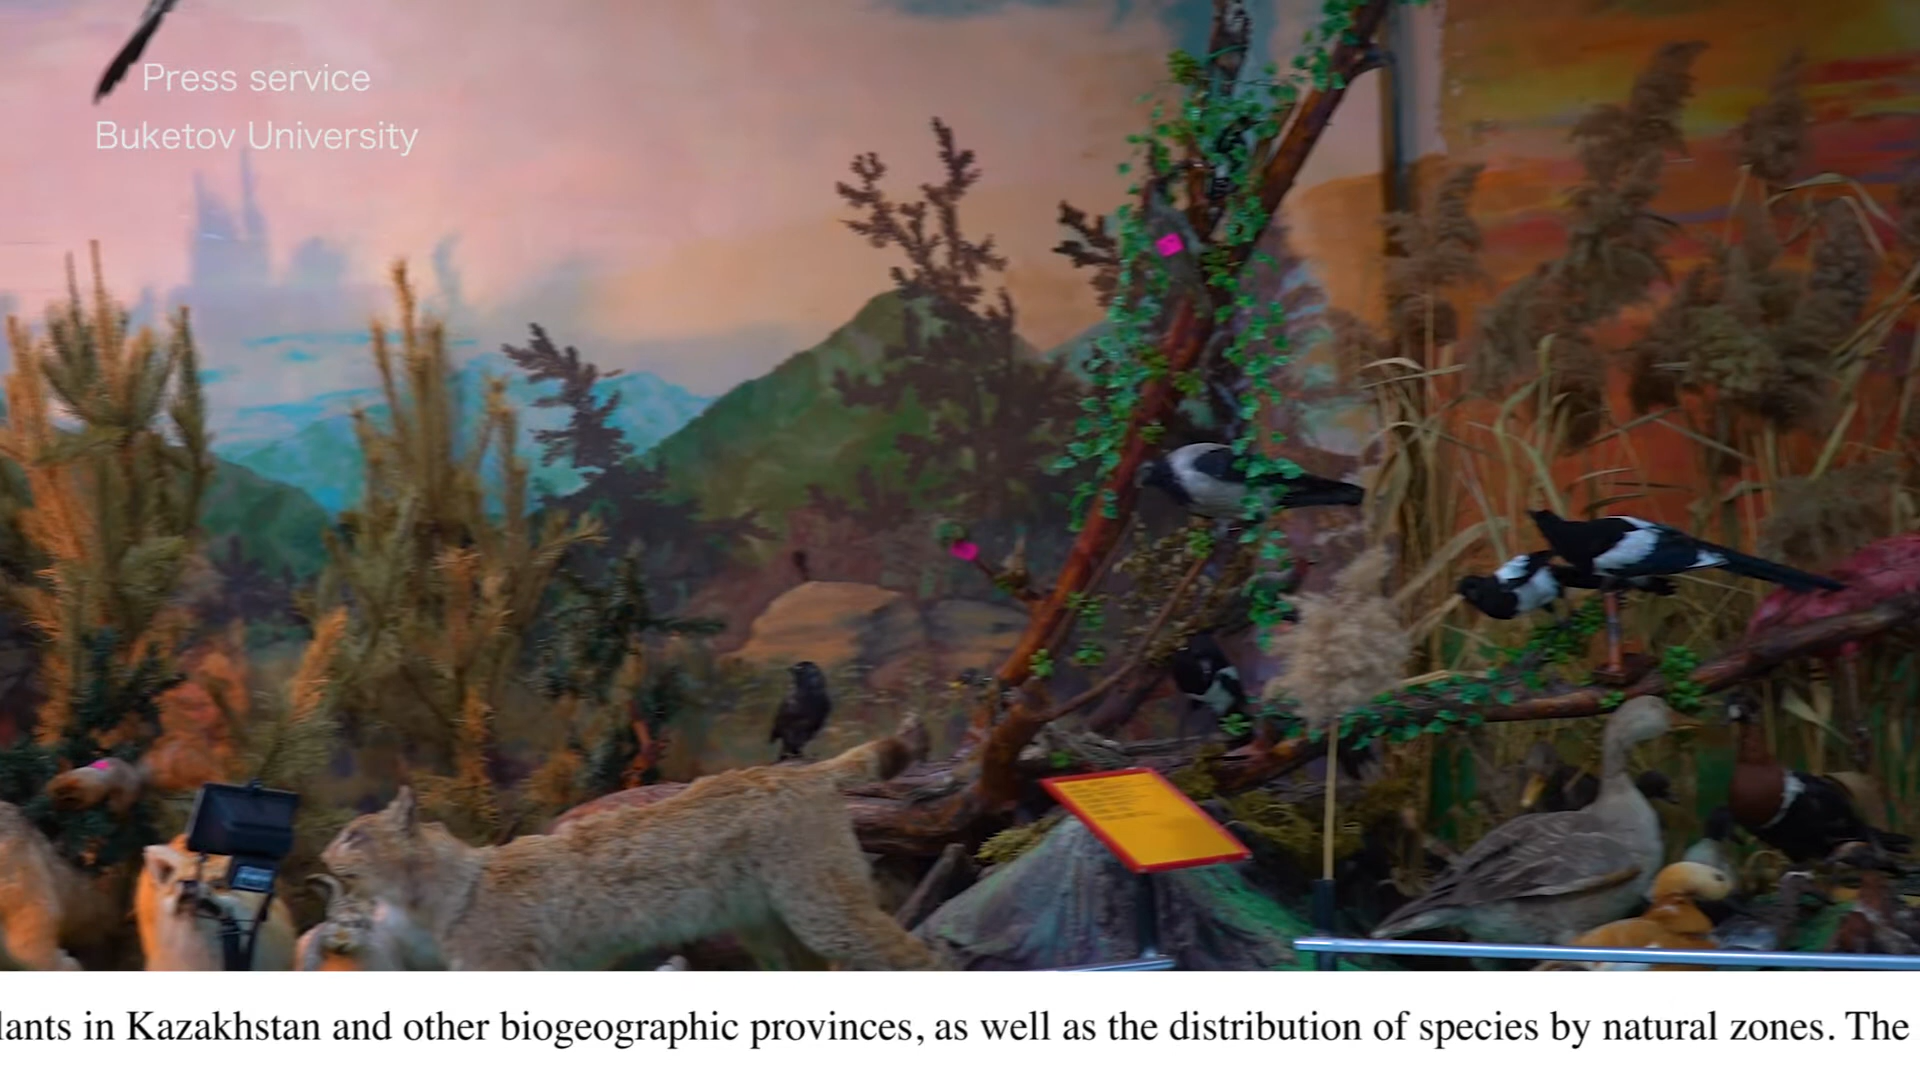 Press service
Buketov University
lants in Kazakhstan and other biogeographic provinces, as well as the distribution of species by natural zones. The